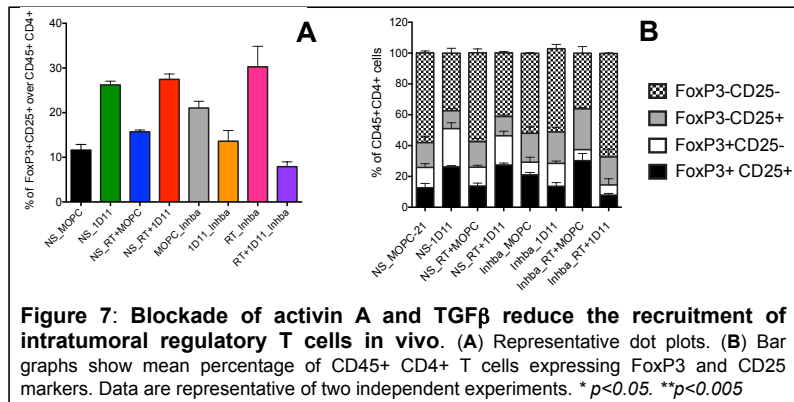 A
% of FoxP3+CD25+ over CD45+ CD4+
40
30
20
10
0
NS_MOPC
NS_1D11
NS_RT+MOPC
NS_RT+1D11
MOPC_Inhba
1D11_Inhba
RT_Inhba
RT+1D11_Inhba
B
% of CD45+CD4+ cells
120
100
80
60
40
20
0
NS_MOPC-21
NS-1D11
NS_RT+MOPC
NS_RT+1D11
Inhba_MOPC
Inhba_1D11
Inhba_RT+MOPC
Inhba_RT+1D11
FoxP3-CD25-
FoxP3-CD25+
FoxP3+CD25-
FoxP3+ CD25+
Figure 7: Blockade of activin A and TGFβ reduce the recruitment of
intratumoral regulatory T cells in vivo. (A) Representative dot plots. (B) Bar
graphs show mean percentage of CD45+ CD4+ T cells expressing FoxP3 and CD25
markers. Data are representative of two independent experiments. * p<0.05. **p<0.005